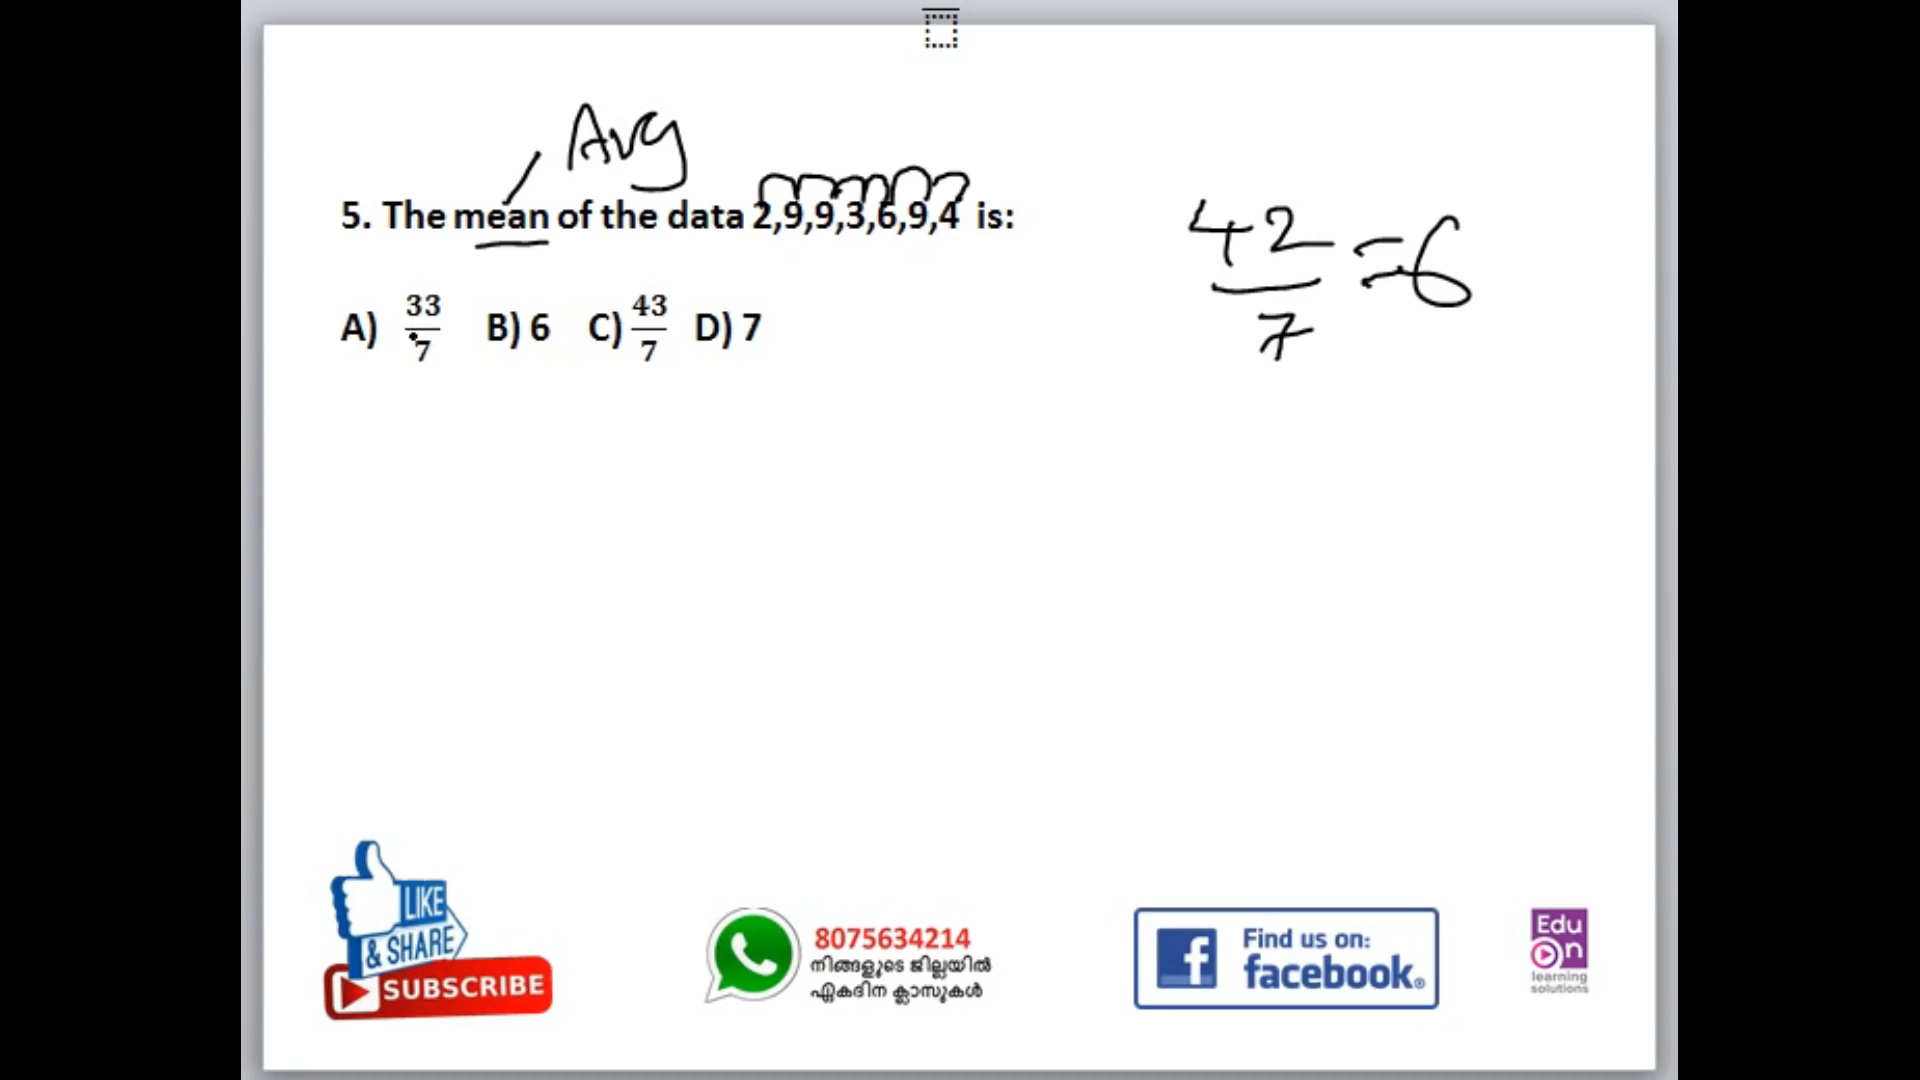 Avg
5. The mean of the data 2,9,9,3,6,9,4 is:
42/7 = 6
A) 33/7 B) 6 C) 43/7 D) 7
LIKE
& SHARE
SUBSCRIBE
8075634214
നിങ്ങളുടെ ജില്ലയിൽ
ഏകദിന ക്ലാസുകൾ
Find us on:
facebook®
Edu
On
learning
solutions